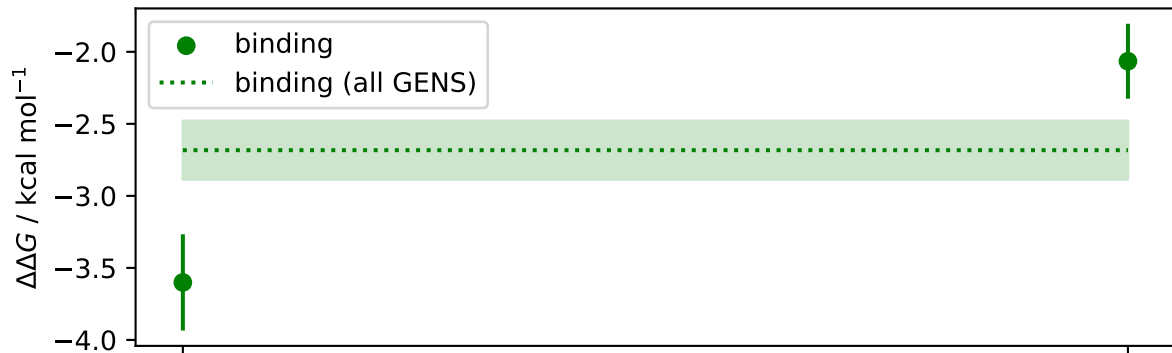 binding
binding (all GENS)
ΔΔG / kcal mol⁻¹
−2.0
−2.5
−3.0
−3.5
−4.0